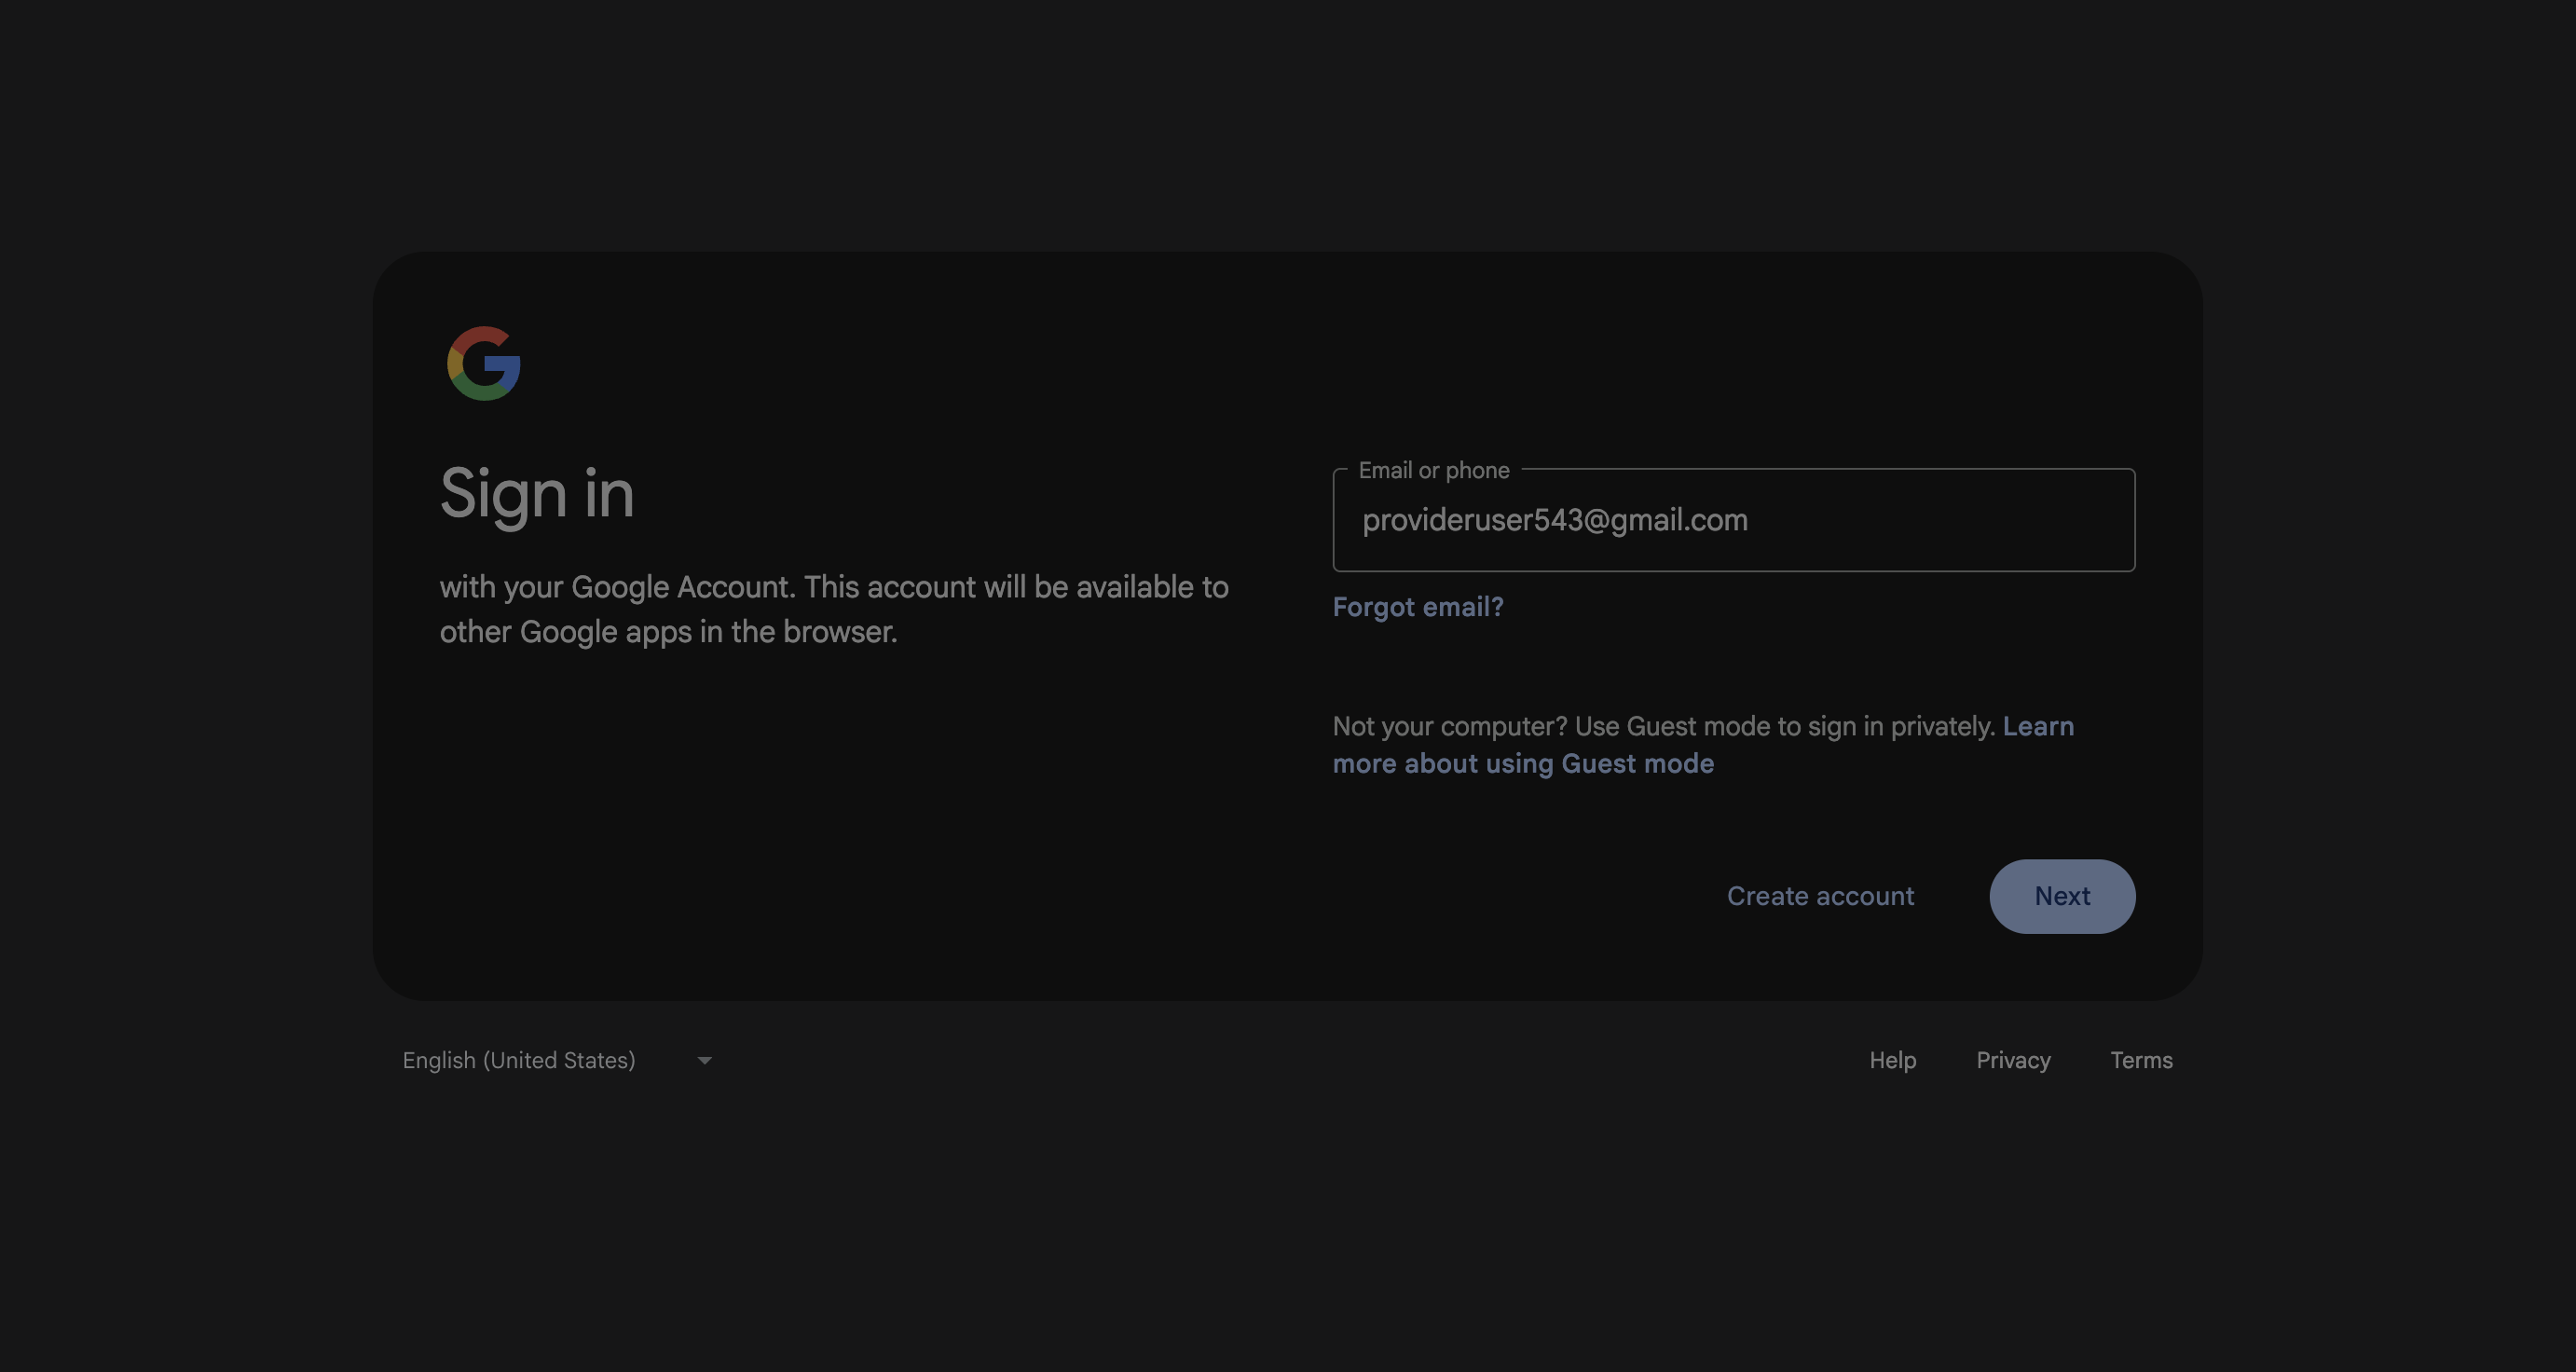 Sign in
with your Google Account. This account will be available to
other Google apps in the browser.
Email or phone
provideruser543@gmail.com
Forgot email?
Not your computer? Use Guest mode to sign in privately. Learn
more about using Guest mode
Create account
Next
English (United States)
Help
Privacy
Terms